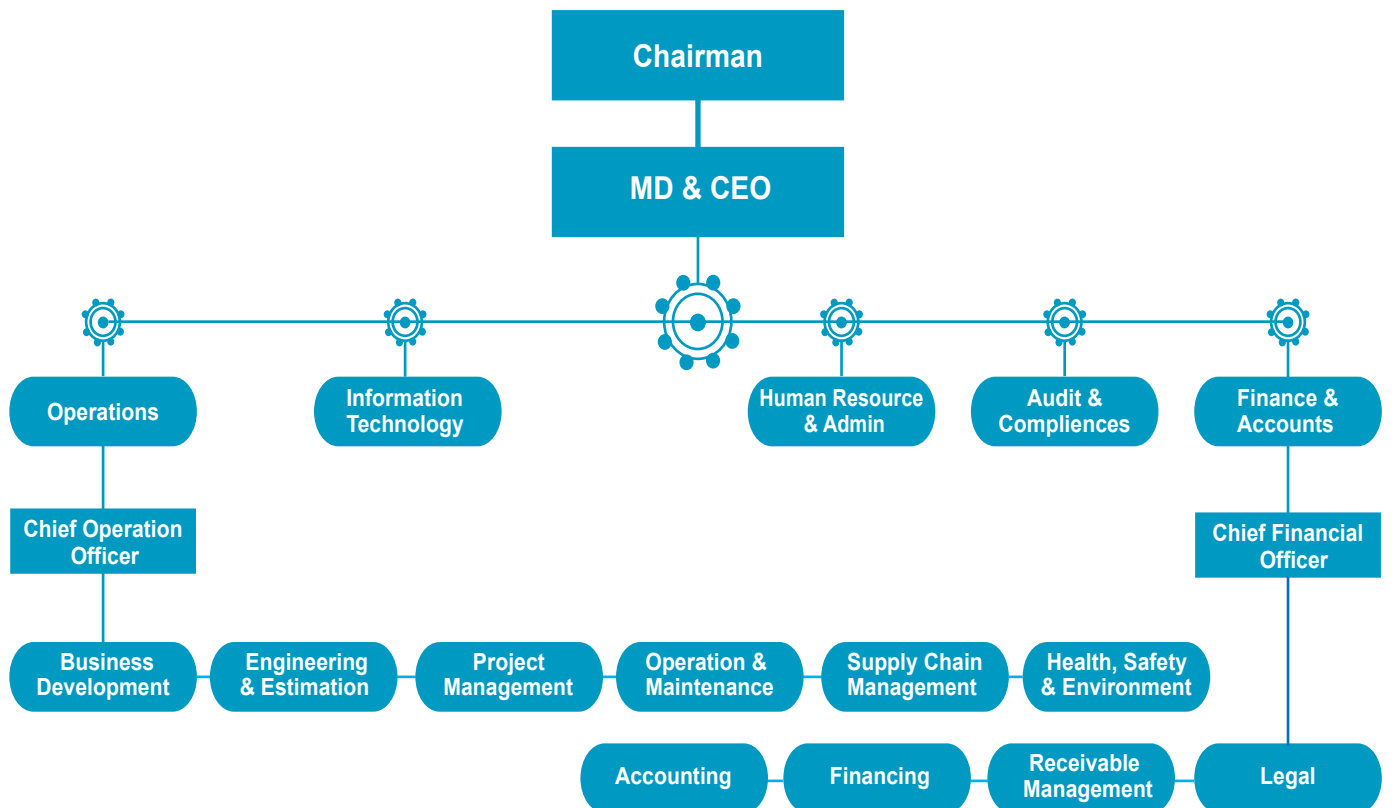 Chairman
MD & CEO
Operations
Information
Technology
Human Resource
& Admin
Audit &
Compliences
Finance &
Accounts
Chief Operation
Officer
Chief Financial
Officer
Business
Development
Engineering
& Estimation
Project
Management
Operation &
Maintenance
Supply Chain
Management
Health, Safety
& Environment
Accounting
Financing
Receivable
Management
Legal